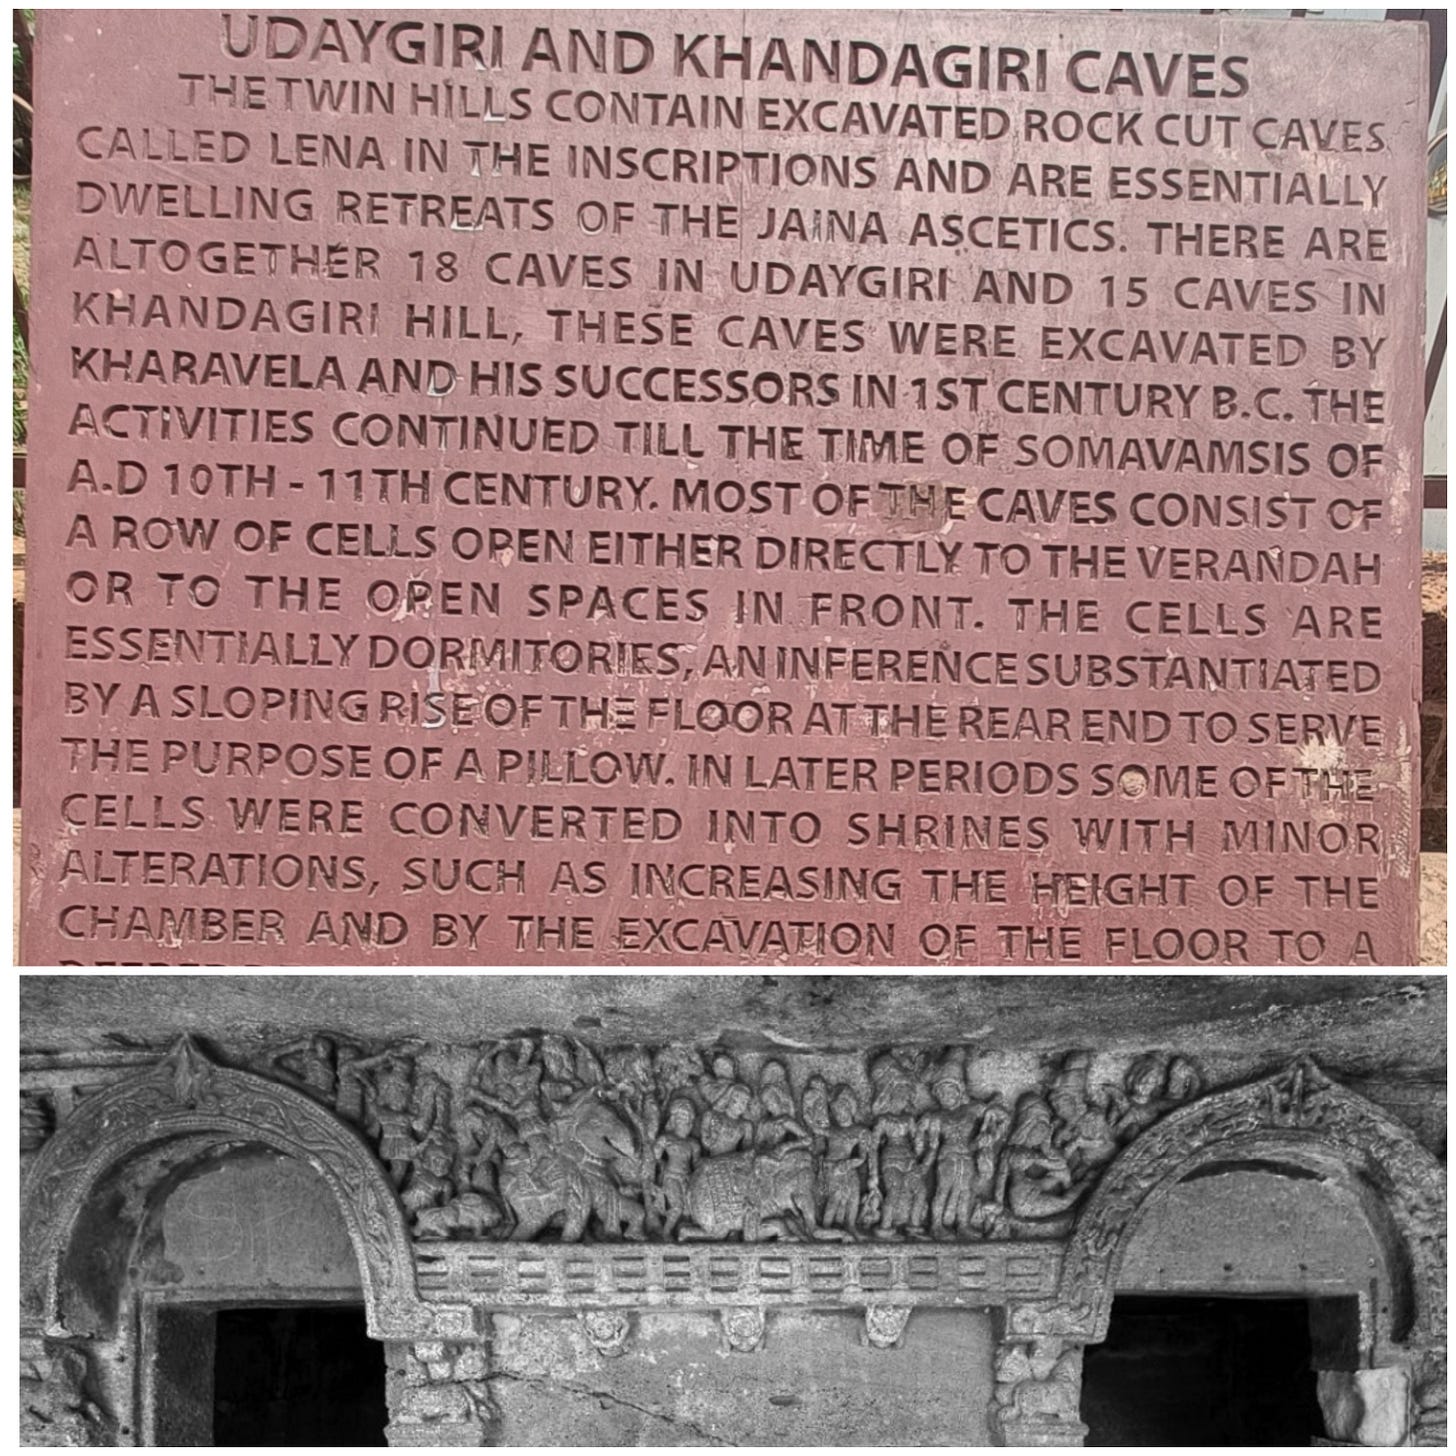 UDAYGIRI AND KHANDAGIRI CAVES
THE TWIN HILLS CONTAIN EXCAVATED ROCK CUT CAVES
CALLED LENA IN THE INSCRIPTIONS AND ARE ESSENTIALLY
DWELLING RETREATS OF THE JAINA ASCETICS. THERE ARE
ALTOGETHER 18 CAVES IN UDAYGIRI AND 15 CAVES IN
KHANDAGIRI HILL, THESE CAVES WERE EXCAVATED BY
KHARAVELA AND HIS SUCCESSORS IN 1ST CENTURY B.C. THE
ACTIVITIES CONTINUED TILL THE TIME OF SOMAVAMSIS OF
A.D 10TH - 11TH CENTURY. MOST OF THE CAVES CONSIST OF
A ROW OF CELLS OPEN EITHER DIRECTLY TO THE VERANDAH
OR TO THE OPEN SPACES IN FRONT. THE CELLS ARE
ESSENTIALLY DORMITORIES, AN INFERENCE SUBSTANTIATED
BY A SLOPING RISE OF THE FLOOR AT THE REAR END TO SERVE
THE PURPOSE OF A PILLOW. IN LATER PERIODS SOME OF THE
CELLS WERE CONVERTED INTO SHRINES WITH MINOR
ALTERATIONS, SUCH AS INCREASING THE HEIGHT OF THE
CHAMBER AND BY THE EXCAVATION OF THE FLOOR TO A